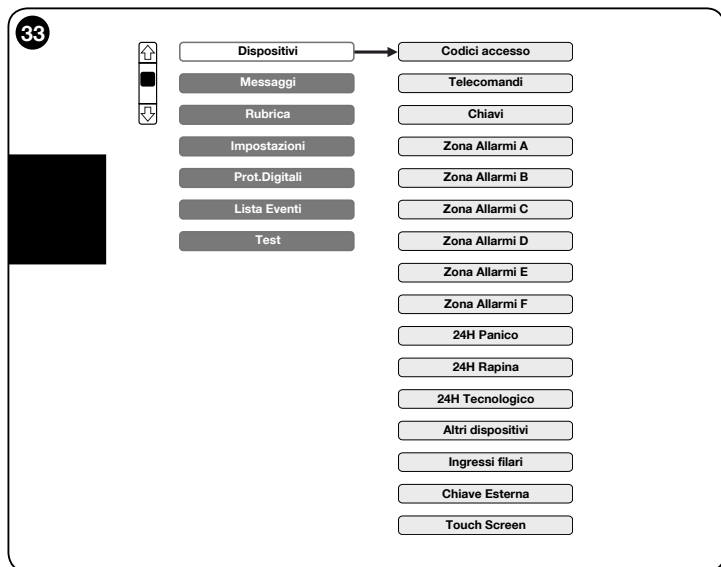 33
Dispositivi
Messaggi
Rubrica
Impostazioni
Prot.Digitali
Lista Eventi
Test
Codici accesso
Telecomandi
Chiavi
Zona Allarmi A
Zona Allarmi B
Zona Allarmi C
Zona Allarmi D
Zona Allarmi E
Zona Allarmi F
24H Panico
24H Rapina
24H Tecnologico
Altri dispositivi
Ingressi filari
Chiave Esterna
Touch Screen